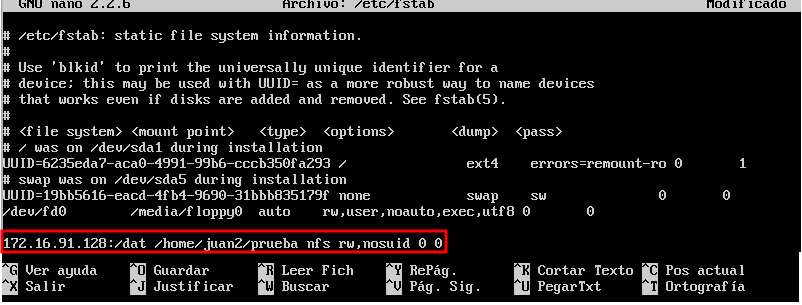 GNU nano 2.2.6 Archivo: /etc/fstab Modificado
# /etc/fstab: static file system information.
#
# Use 'blkid' to print the universally unique identifier for a
# device; this may be used with UUID= as a more robust way to name devices
# that works even if disks are added and removed. See fstab(5).
#
# <file system> <mount point> <type> <options> <dump> <pass>
# / was on /dev/sda1 during installation
UUID=6235eda7-aca0-4991-99b6-cccb350fa293 / ext4 errors=remount-ro 0 1
# swap was on /dev/sda5 during installation
UUID=19bb5616-eacd-4fb4-9690-31bbb835179f none swap sw 0 0
/dev/fd0 /media/floppy0 auto rw,user,noauto,exec,utf8 0 0
172.16.91.128:/dat /home/juan2/prueba nfs rw,nosuid 0 0
^G Ver ayuda ^O Guardar ^R Leer Fich ^Y RePág. ^K Cortar Texto ^C Pos actual
^X Salir ^J Justificar ^W Buscar ^V Pág. Sig. ^U PegarTxt ^T Ortografía